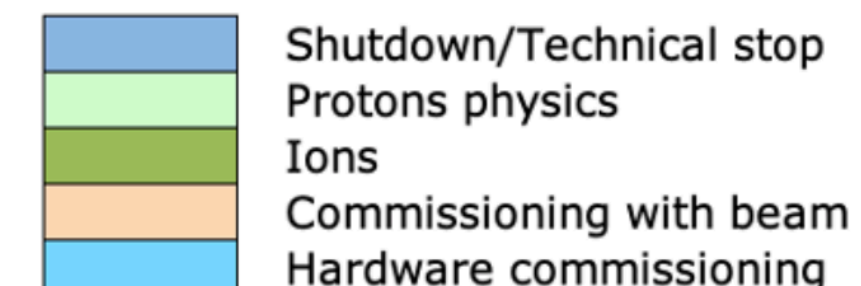 Shutdown/Technical stop
Protons physics
Ions
Commissioning with beam
Hardware commissioning